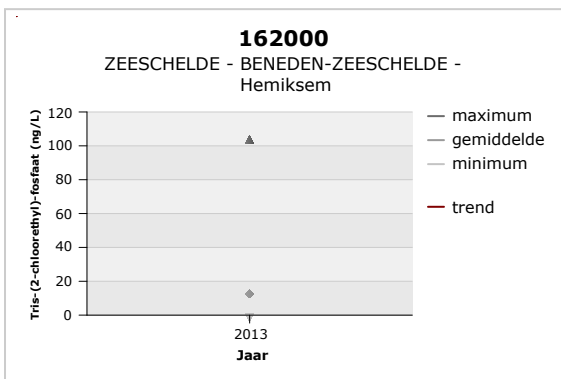 162000
ZEESCHELDE - BENEDEN-ZEESCHELDE -
Hemiksem
Tris-(2-chloorethyl)-fosfaat (ng/L)
120
100
80
60
40
20
0
2013
Jaar
maximum
gemiddelde
minimum
trend